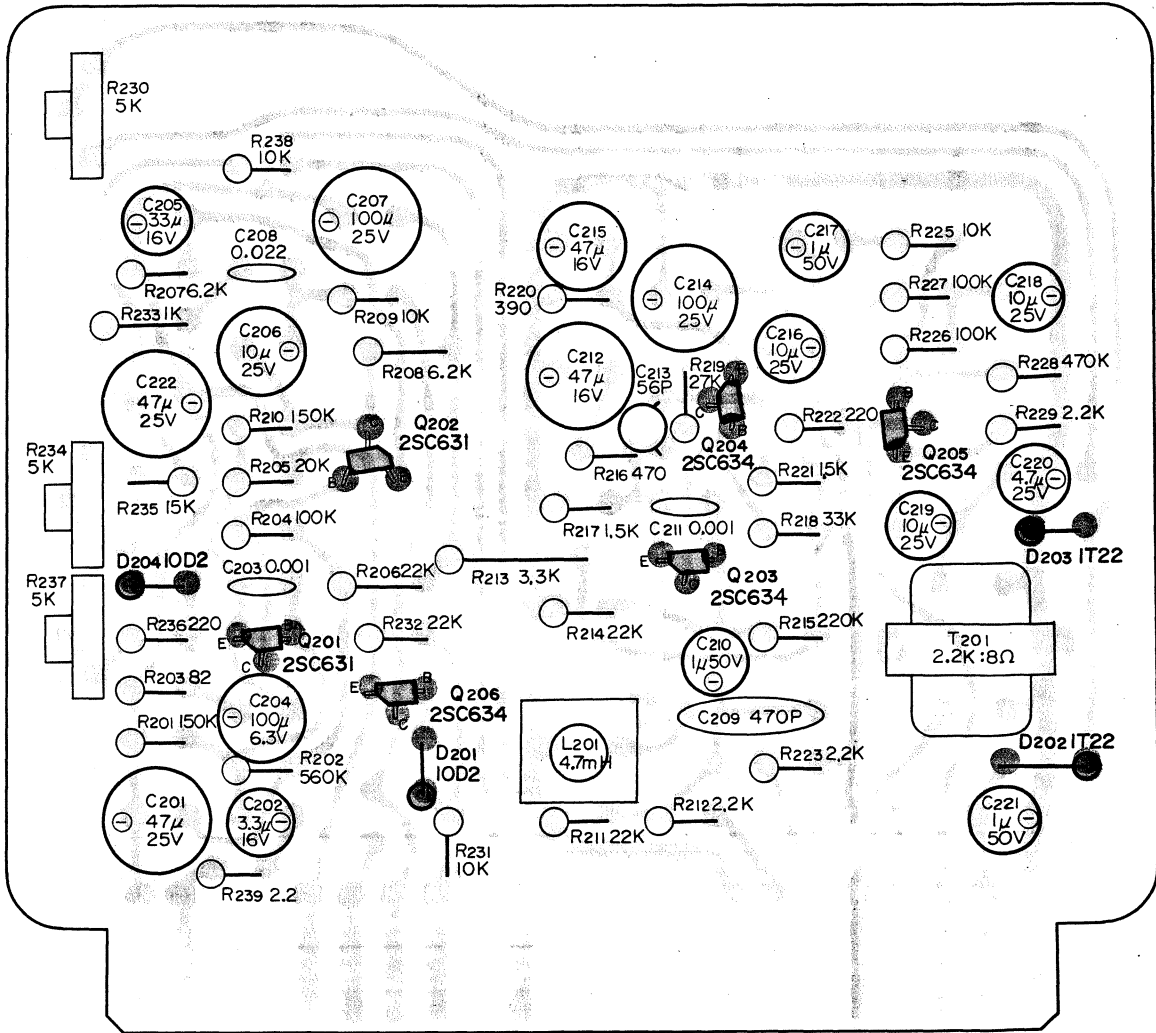 R230
5K
R238
10K
C205
33μ
16V
C208
0.022
C207
100μ
25V
C215
47μ
16V
C217
1μ
50V
R225 10K
R207 6.2K
R220
390
C214
100μ
25V
R227 100K
C218
10μ
25V
R233 1K
R209 10K
C206
10μ
25V
R208 6.2K
C216
10μ
25V
R226 100K
C212
47μ
16V
C213
56P
R219
27K
R228 470K
C222
47μ
25V
R210 150K
Q202
2SC631
C
B
R222 220
B
C
E
R229 2.2K
R234
5K
C
B
Q204
2SC634
Q205
2SC634
R205 20K
R216 470
R221 1.5K
C220
4.7μ
25V
R235 15K
R204 100K
R217 1.5K
C211 0.001
R218 33K
C219
10μ
25V
D203 1T22
D204 10D2
C203 0.001
R206 22K
R213 3.3K
E
Q203
2SC634
R237
5K
R236 220
E
C
Q201
2SC631
R232 22K
R214 22K
C210
1μ50V
R215 220K
T201
2.2K:8Ω
R203 82
E
B
C
Q206
2SC634
C204
100μ
6.3V
C209 470P
R201 150K
R202
560K
D201
10D2
L201
4.7mH
R223 2.2K
D202 1T22
C201
47μ
25V
C202
3.3μ
16V
R231
10K
R211 22K
R212 2.2K
C221
1μ
50V
R239 2.2